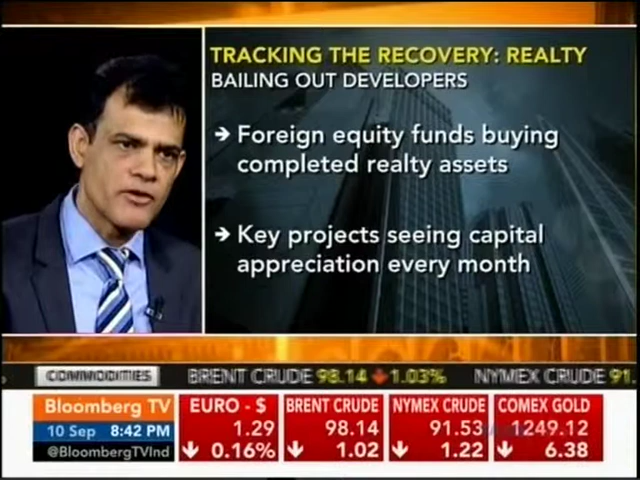 TRACKING THE RECOVERY: REALTY
BAILING OUT DEVELOPERS
→ Foreign equity funds buying
completed realty assets
→ Key projects seeing capital
appreciation every month
COMMODITIES BRENT CRUDE 98.14 ↓ 1.03% NYMEX CRUDE 91.
Bloomberg TV
10 Sep 8:42 PM
@BloombergTVInd
EURO - $
1.29
↓ 0.16%
BRENT CRUDE
98.14
↓ 1.02
NYMEX CRUDE
91.53
↓ 1.22
COMEX GOLD
1249.12
↓ 6.38